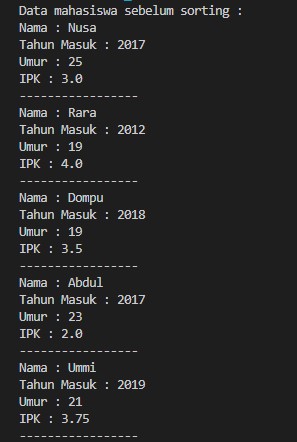 Data mahasiswa sebelum sorting :
Nama : Nusa
Tahun Masuk : 2017
Umur : 25
IPK : 3.0
-----------------
Nama : Rara
Tahun Masuk : 2012
Umur : 19
IPK : 4.0
-----------------
Nama : Dompu
Tahun Masuk : 2018
Umur : 19
IPK : 3.5
-----------------
Nama : Abdul
Tahun Masuk : 2017
Umur : 23
IPK : 2.0
-----------------
Nama : Ummi
Tahun Masuk : 2019
Umur : 21
IPK : 3.75
-----------------